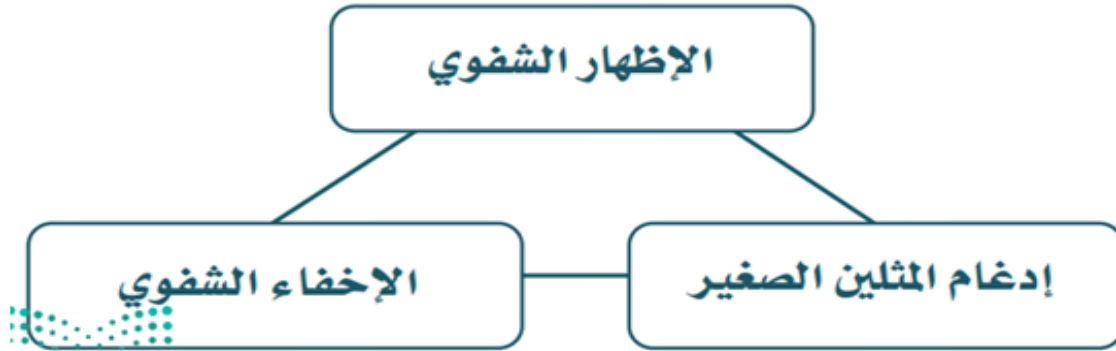 الإظهار الشفوي
إدغام المثلين الصغير
الإخفاء الشفوي